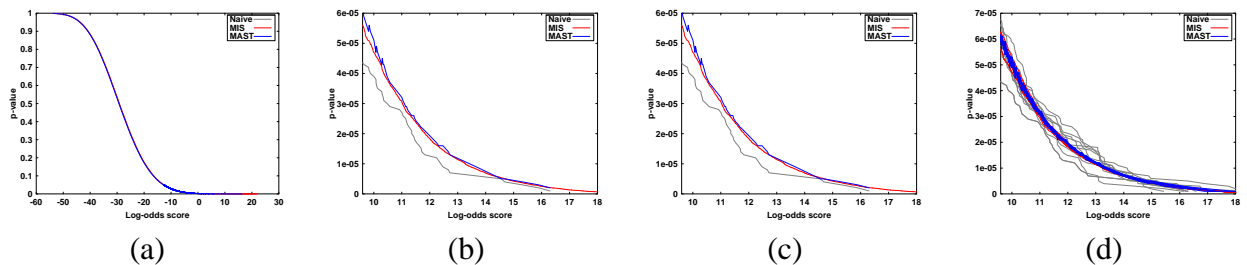 1
0.9
0.8
0.7
0.6
0.5
0.4
0.3
0.2
0.1
0
p-value
-60 -50 -40 -30 -20 -10 0 10 20 30
Log-odds score
Naive
MIS
MAST
(a)
6e-05
5e-05
4e-05
3e-05
2e-05
1e-05
0
p-value
10 11 12 13 14 15 16 17 18
Log-odds score
Naive
MIS
MAST
(b)
6e-05
5e-05
4e-05
3e-05
2e-05
1e-05
0
p-value
10 11 12 13 14 15 16 17 18
Log-odds score
Naive
MIS
MAST
(c)
7e-05
6e-05
5e-05
4e-05
3e-05
2e-05
1e-05
0
p-value
10 11 12 13 14 15 16 17 18
Log-odds score
Naive
MIS
MAST
(d)